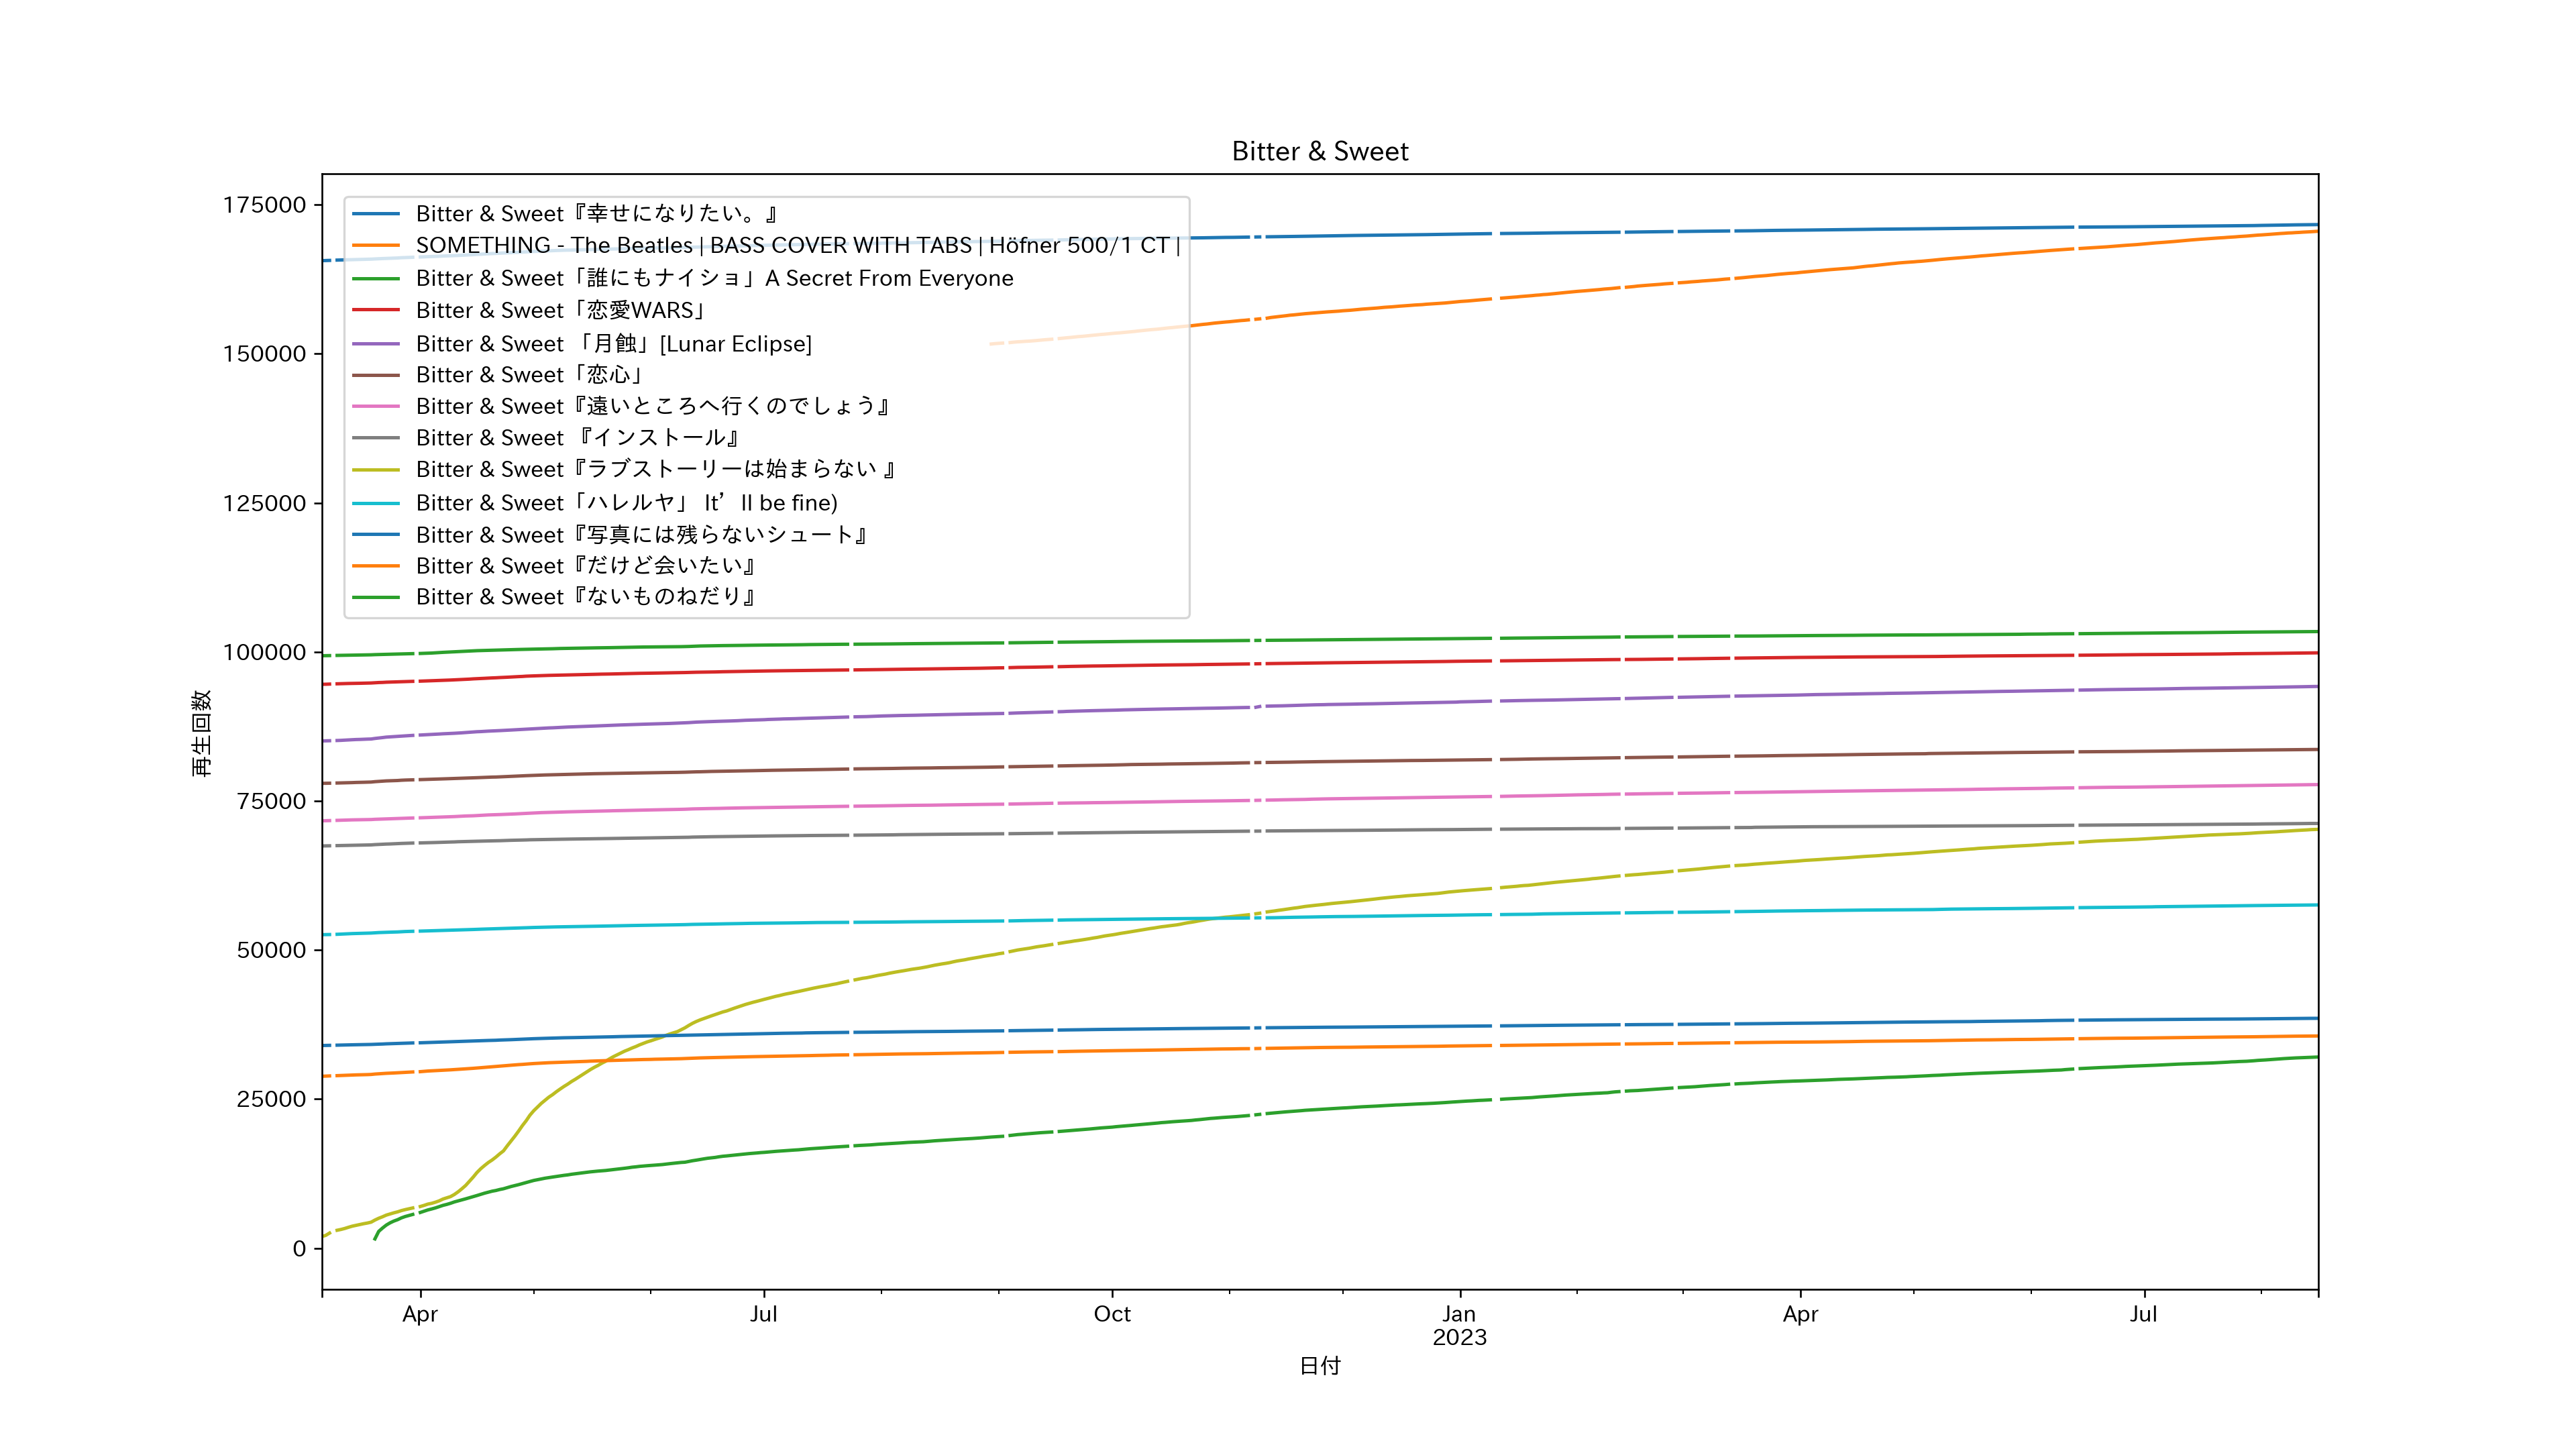 Bitter & Sweet
175000
150000
125000
100000
75000
50000
25000
0
再生回数
Bitter & Sweet『幸せになりたい。』
SOMETHING - The Beatles | BASS COVER WITH TABS | Höfner 500/1 CT |
Bitter & Sweet「誰にもナイショ」A Secret From Everyone
Bitter & Sweet「恋愛WARS」
Bitter & Sweet 「月蝕」[Lunar Eclipse]
Bitter & Sweet「恋心」
Bitter & Sweet『遠いところへ行くのでしょう』
Bitter & Sweet 『インストール』
Bitter & Sweet『ラブストーリーは始まらない 』
Bitter & Sweet「ハレルヤ」 It’ll be fine)
Bitter & Sweet『写真には残らないシュート』
Bitter & Sweet『だけど会いたい』
Bitter & Sweet『ないものねだり』
Apr Jul Oct Jan Apr Jul
2023
日付